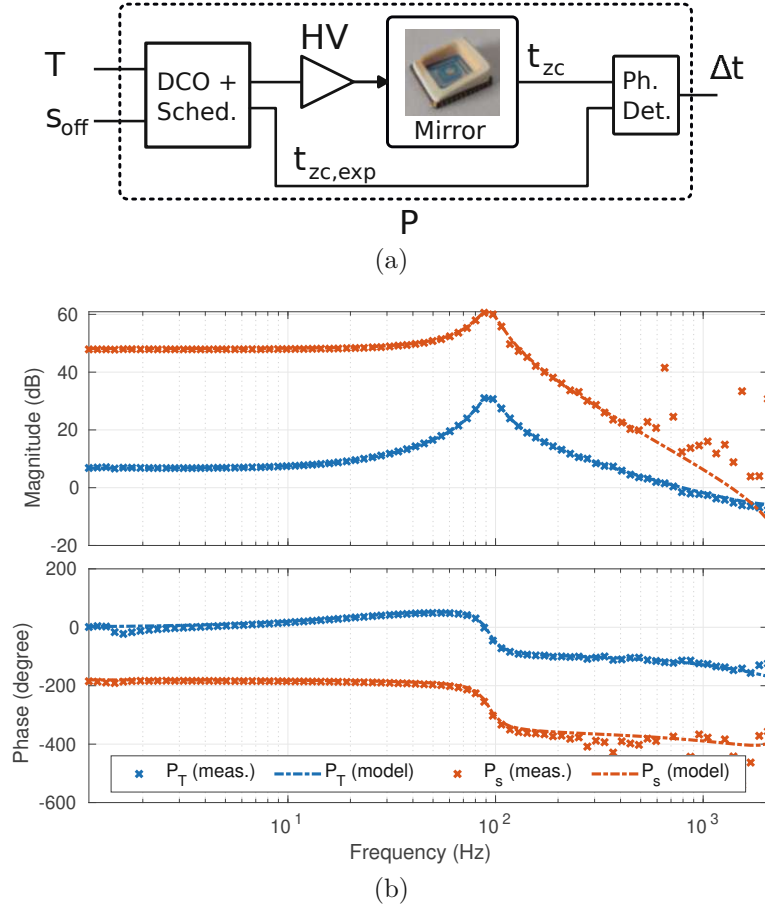 T
s_off
DCO +
Sched.
HV
Mirror
t_zc
t_zc,exp
Ph.
Det.
Δt
P
(a)
Magnitude (dB)
60
40
20
0
-20
Phase (degree)
200
0
-200
-400
-600
P_T (meas.) P_T (model) P_s (meas.) P_s (model)
10^1 10^2 10^3
Frequency (Hz)
(b)